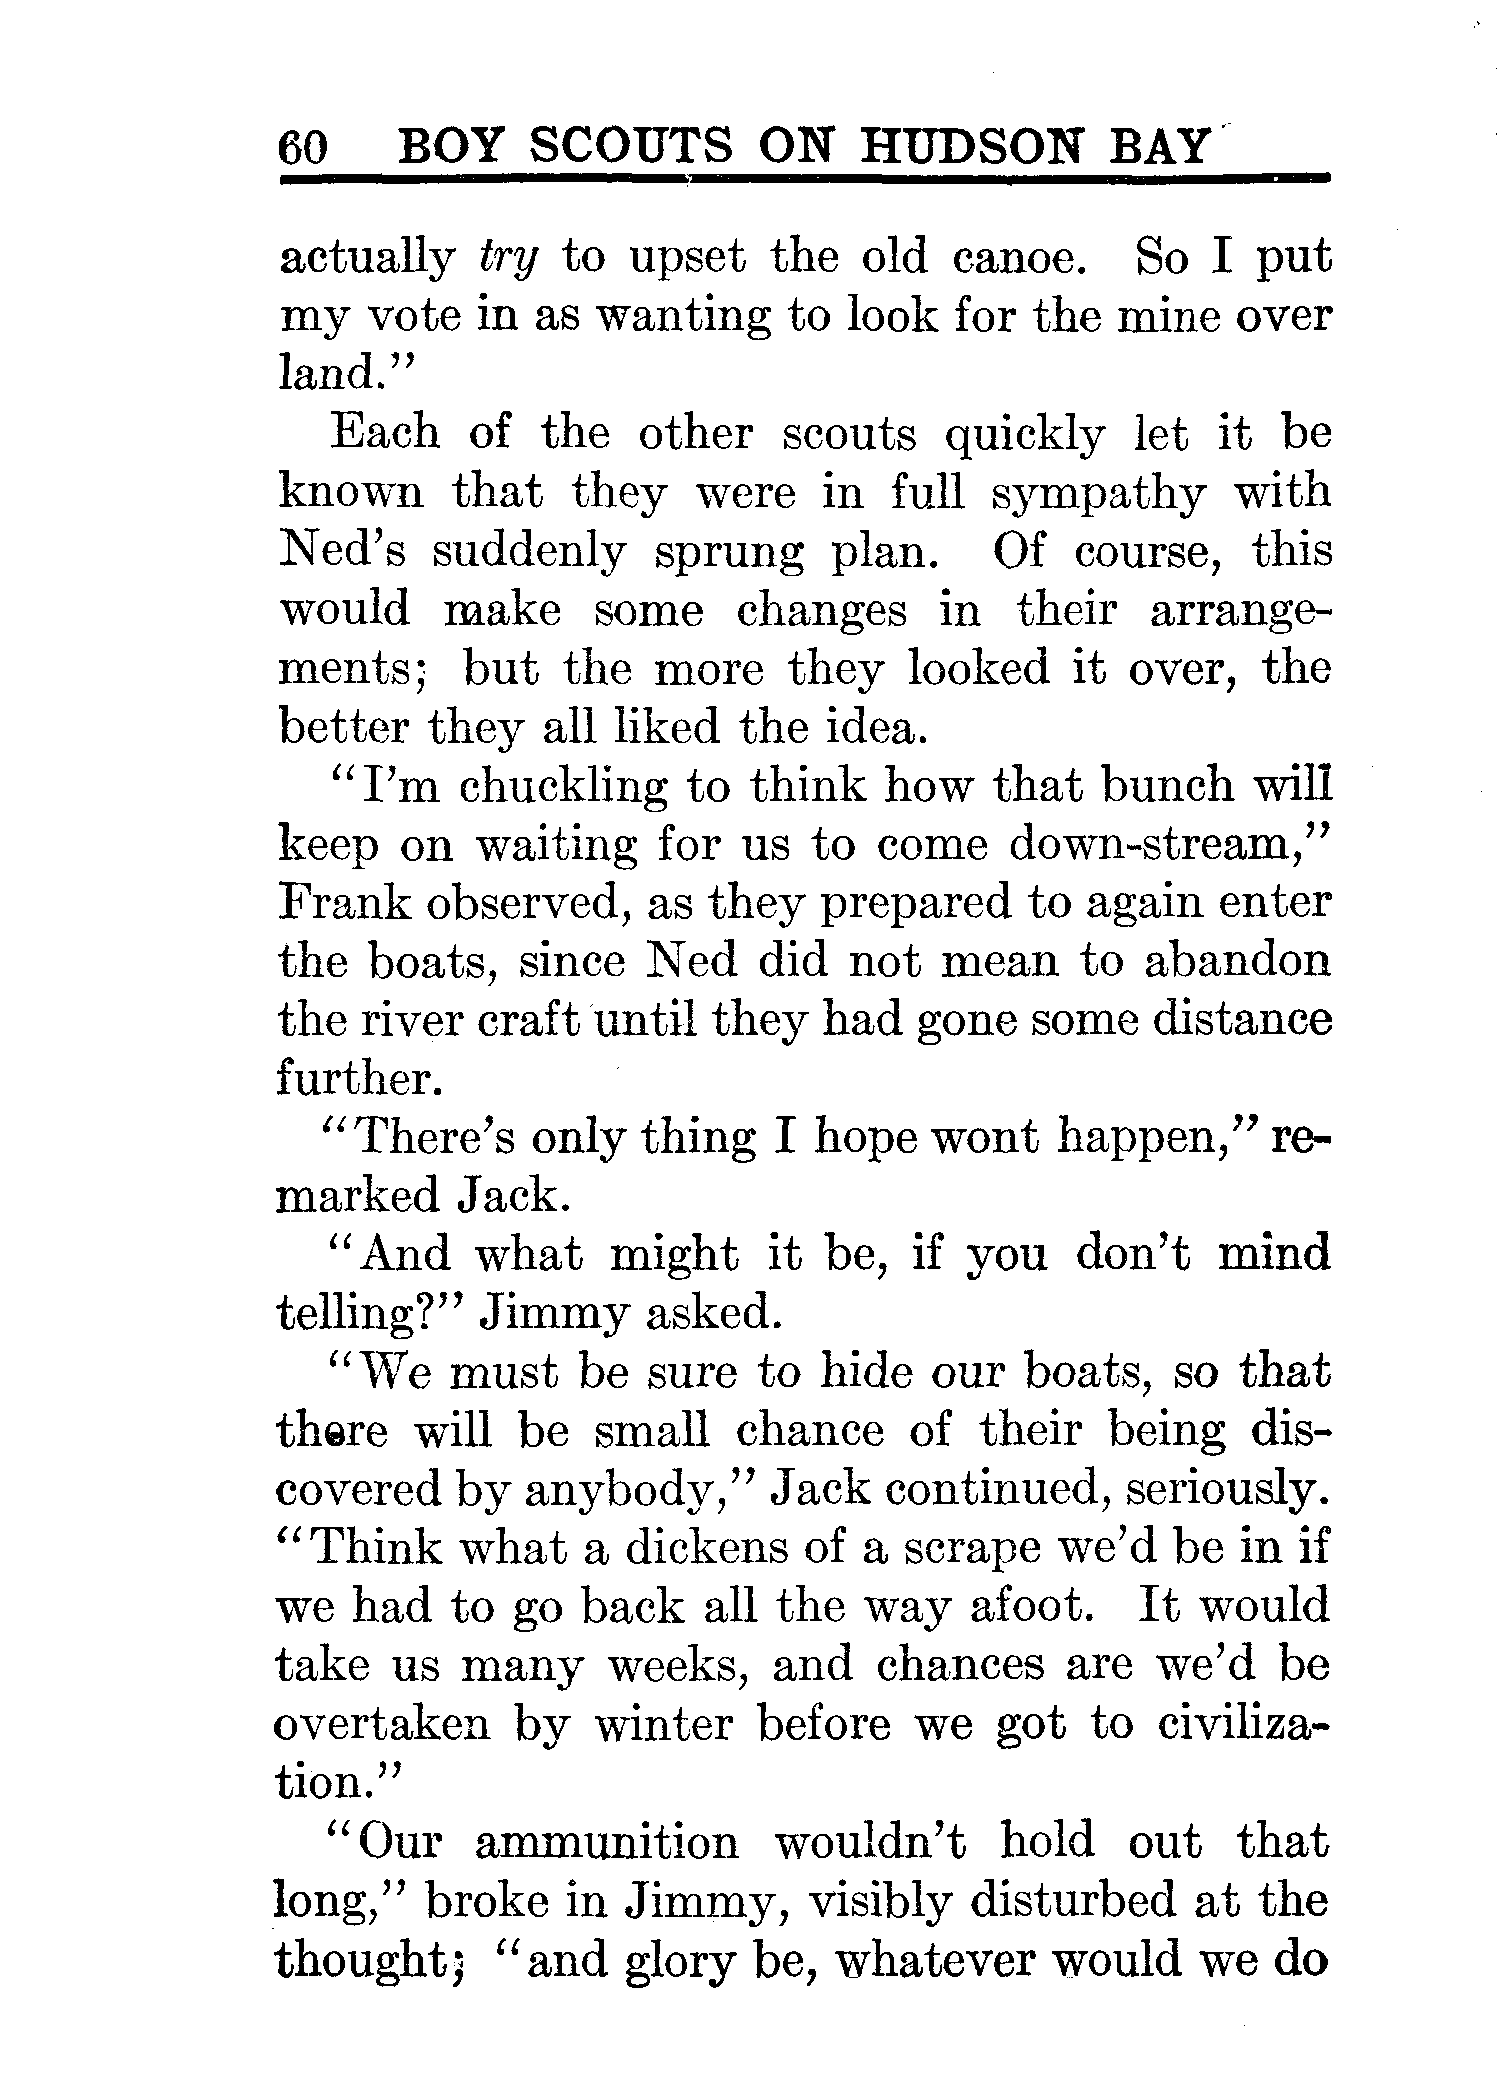 60 BOY SCOUTS ON HUDSON BAY
actually try to upset the old canoe. So I put
my vote in as wanting to look for the mine over
land."
Each of the other scouts quickly let it be
known that they were in full sympathy with
Ned's suddenly sprung plan. Of course, this
would make some changes in their arrange-
ments; but the more they looked it over, the
better they all liked the idea.
"I'm chuckling to think how that bunch will
keep on waiting for us to come down-stream,"
Frank observed, as they prepared to again enter
the boats, since Ned did not mean to abandon
the river craft until they had gone some distance
further.
"There's only thing I hope wont happen," re-
marked Jack.
"And what might it be, if you don't mind
telling?" Jimmy asked.
"We must be sure to hide our boats, so that
there will be small chance of their being dis-
covered by anybody," Jack continued, seriously.
"Think what a dickens of a scrape we'd be in if
we had to go back all the way afoot. It would
take us many weeks, and chances are we'd be
overtaken by winter before we got to civiliza-
tion."
"Our ammunition wouldn't hold out that
long," broke in Jimmy, visibly disturbed at the
thought; "and glory be, whatever would we do